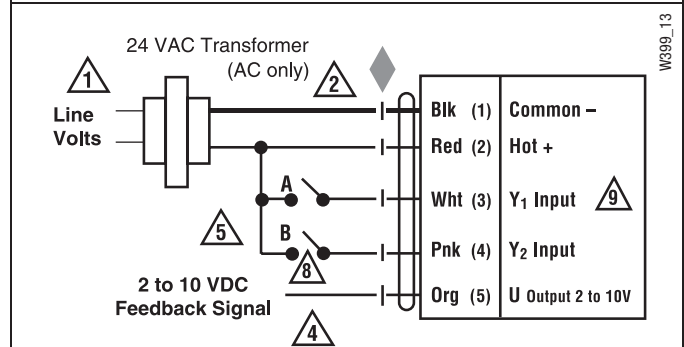 W399_13
24 VAC Transformer
(AC only)
1
2
Line
Volts
Blk (1) Common –
Red (2) Hot +
A
Wht (3) Y₁ Input
9
5
B
Pnk (4) Y₂ Input
8
2 to 10 VDC
Feedback Signal
Org (5) U Output 2 to 10V
4